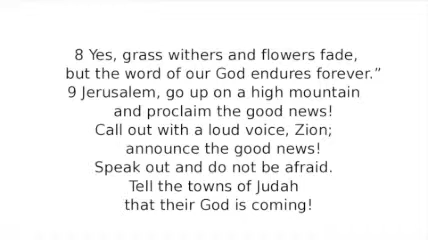 8 Yes, grass withers and flowers fade,
but the word of our God endures forever.”
9 Jerusalem, go up on a high mountain
and proclaim the good news!
Call out with a loud voice, Zion;
announce the good news!
Speak out and do not be afraid.
Tell the towns of Judah
that their God is coming!